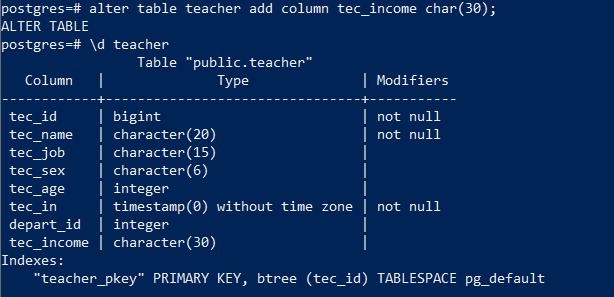 postgres=# alter table teacher add column tec_income char(30);
ALTER TABLE
postgres=# \d teacher
                Table "public.teacher"
   Column   |              Type              | Modifiers
------------+--------------------------------+-----------
 tec_id     | bigint                         | not null
 tec_name   | character(20)                  | not null
 tec_job    | character(15)                  |
 tec_sex    | character(6)                   |
 tec_age    | integer                        |
 tec_in     | timestamp(0) without time zone | not null
 depart_id  | integer                        |
 tec_income | character(30)                  |
Indexes:
    "teacher_pkey" PRIMARY KEY, btree (tec_id) TABLESPACE pg_default